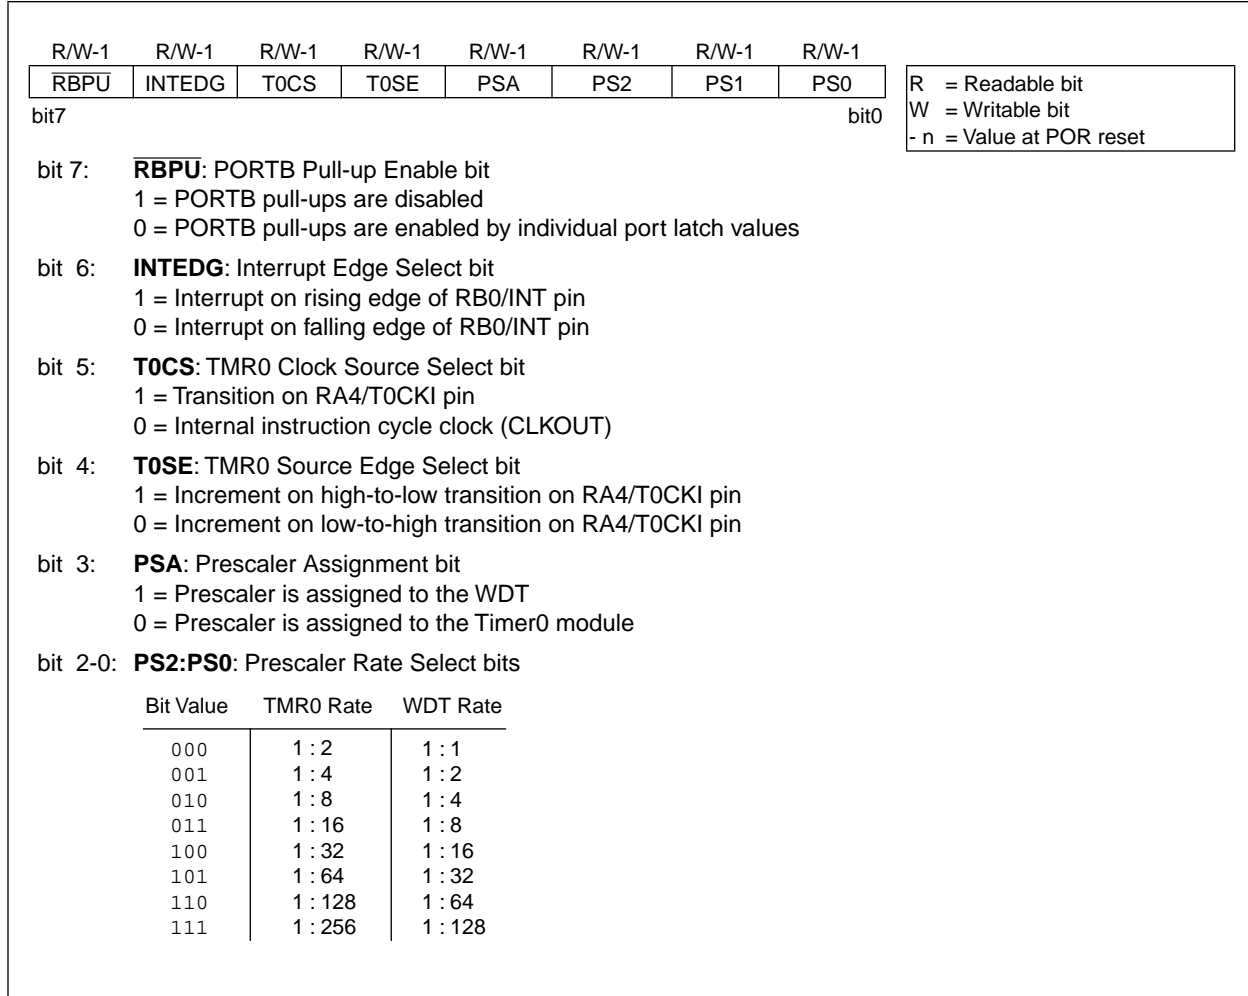 R/W-1 R/W-1 R/W-1 R/W-1 R/W-1 R/W-1 R/W-1 R/W-1
RBPU INTEDG T0CS T0SE PSA PS2 PS1 PS0
bit7 bit0
R = Readable bit
W = Writable bit
- n = Value at POR reset
bit 7: RBPU: PORTB Pull-up Enable bit
1 = PORTB pull-ups are disabled
0 = PORTB pull-ups are enabled by individual port latch values
bit 6: INTEDG: Interrupt Edge Select bit
1 = Interrupt on rising edge of RB0/INT pin
0 = Interrupt on falling edge of RB0/INT pin
bit 5: T0CS: TMR0 Clock Source Select bit
1 = Transition on RA4/T0CKI pin
0 = Internal instruction cycle clock (CLKOUT)
bit 4: T0SE: TMR0 Source Edge Select bit
1 = Increment on high-to-low transition on RA4/T0CKI pin
0 = Increment on low-to-high transition on RA4/T0CKI pin
bit 3: PSA: Prescaler Assignment bit
1 = Prescaler is assigned to the WDT
0 = Prescaler is assigned to the Timer0 module
bit 2-0: PS2:PS0: Prescaler Rate Select bits
Bit Value TMR0 Rate WDT Rate
000 1 : 2 1 : 1
001 1 : 4 1 : 2
010 1 : 8 1 : 4
011 1 : 16 1 : 8
100 1 : 32 1 : 16
101 1 : 64 1 : 32
110 1 : 128 1 : 64
111 1 : 256 1 : 128